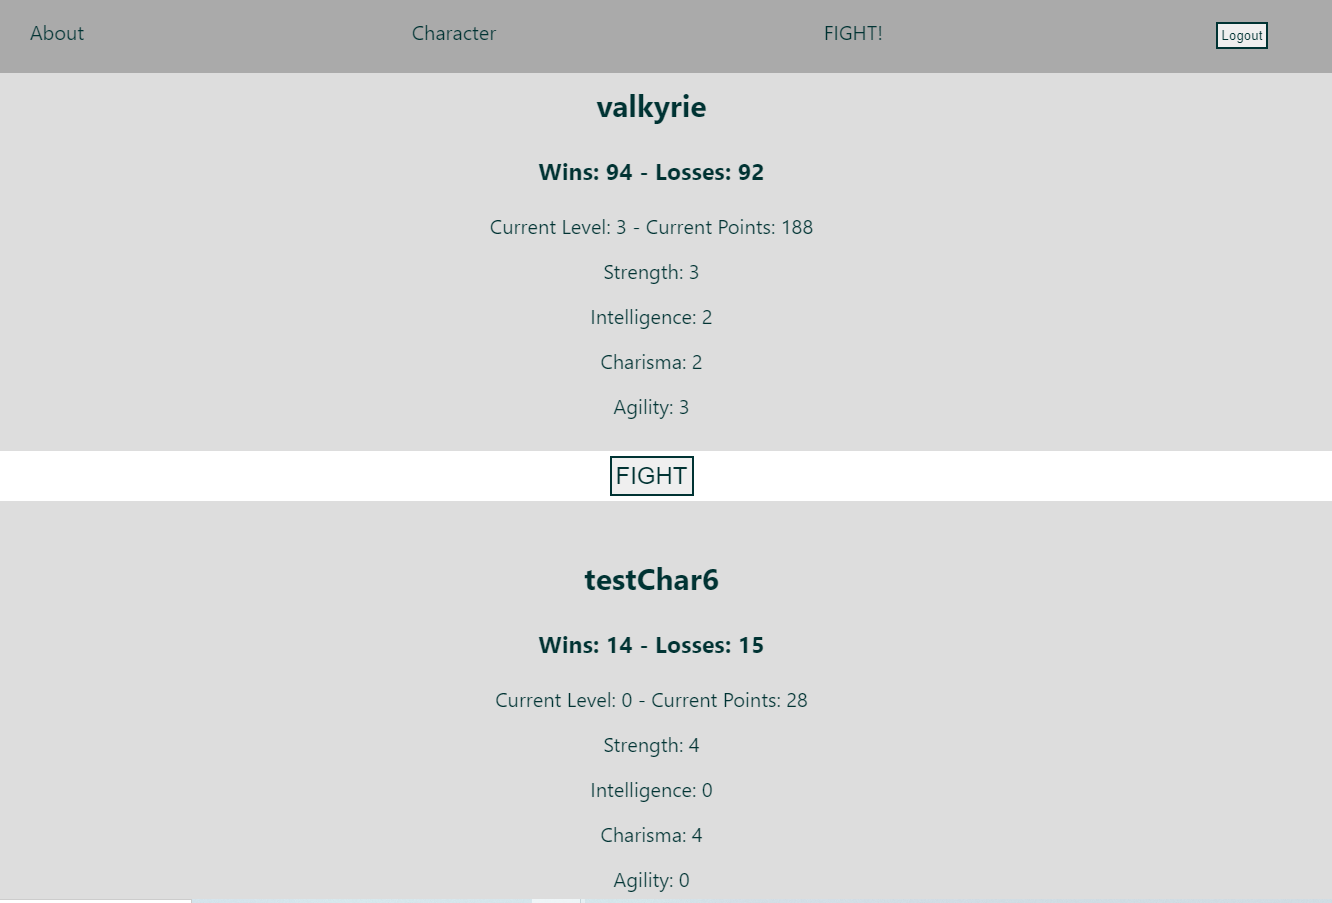 About Character FIGHT! Logout
valkyrie
Wins: 94 - Losses: 92
Current Level: 3 - Current Points: 188
Strength: 3
Intelligence: 2
Charisma: 2
Agility: 3
FIGHT
testChar6
Wins: 14 - Losses: 15
Current Level: 0 - Current Points: 28
Strength: 4
Intelligence: 0
Charisma: 4
Agility: 0